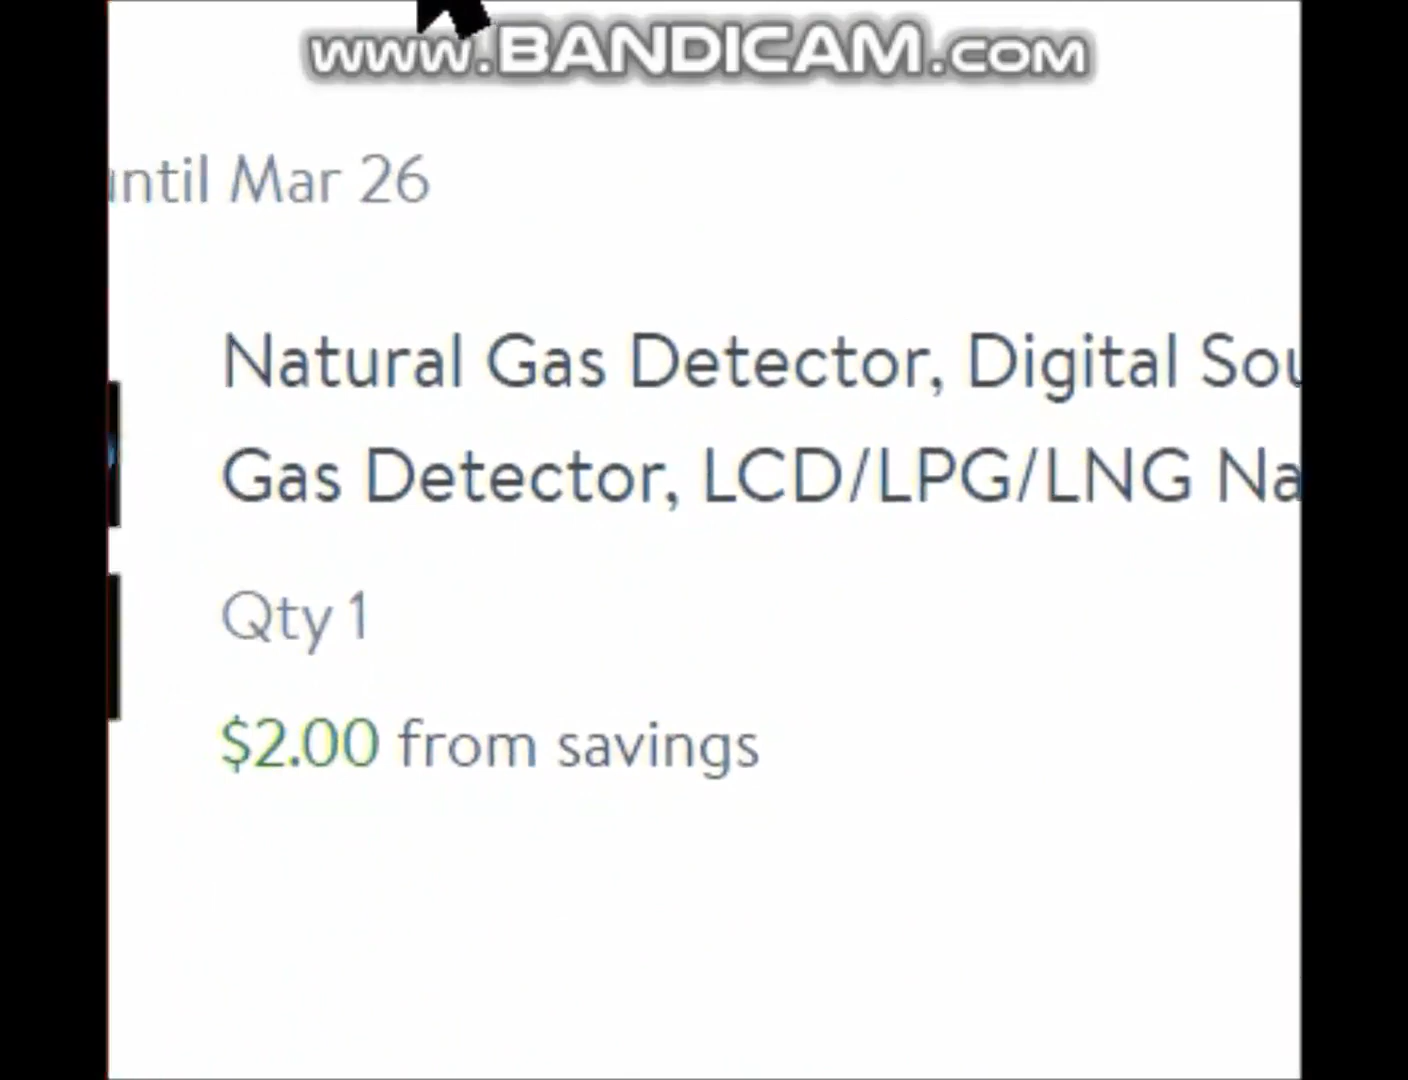 www.BANDICAM.com
until Mar 26
Natural Gas Detector, Digital Sou
Gas Detector, LCD/LPG/LNG Na
Qty 1
$2.00 from savings